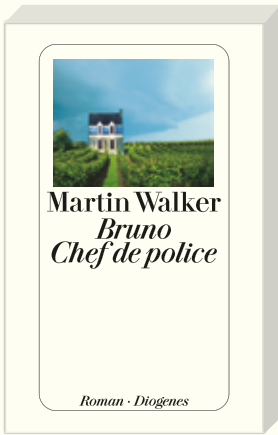 Martin Walker
Bruno
Chef de police
Roman · Diogenes